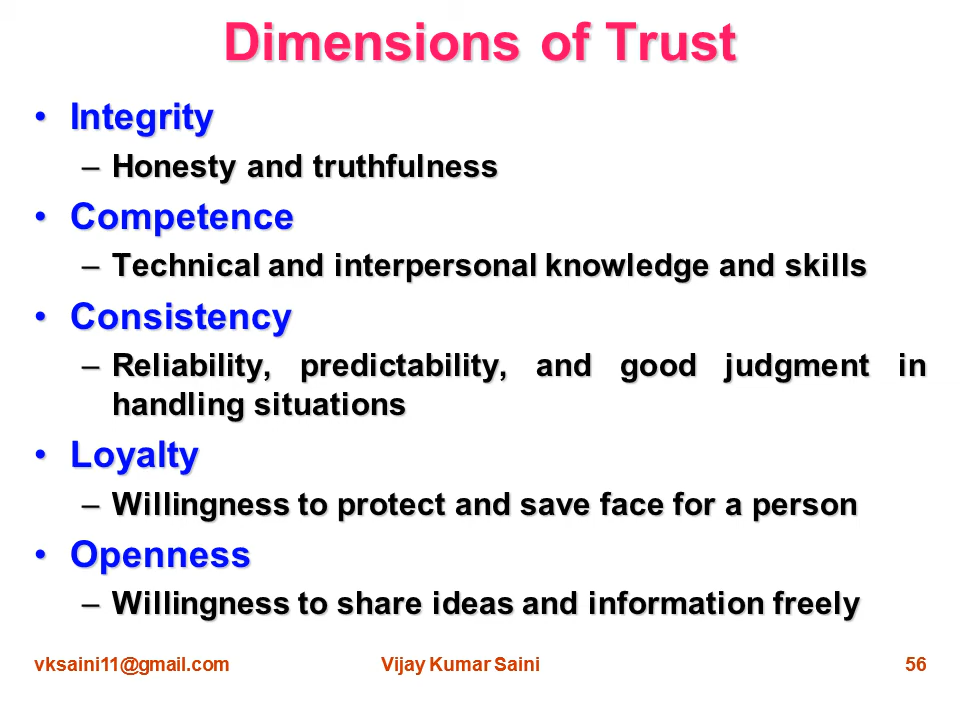 Dimensions of Trust
• Integrity
– Honesty and truthfulness
• Competence
– Technical and interpersonal knowledge and skills
• Consistency
– Reliability, predictability, and good judgment in
handling situations
• Loyalty
– Willingness to protect and save face for a person
• Openness
– Willingness to share ideas and information freely
vksaini11@gmail.com Vijay Kumar Saini 56